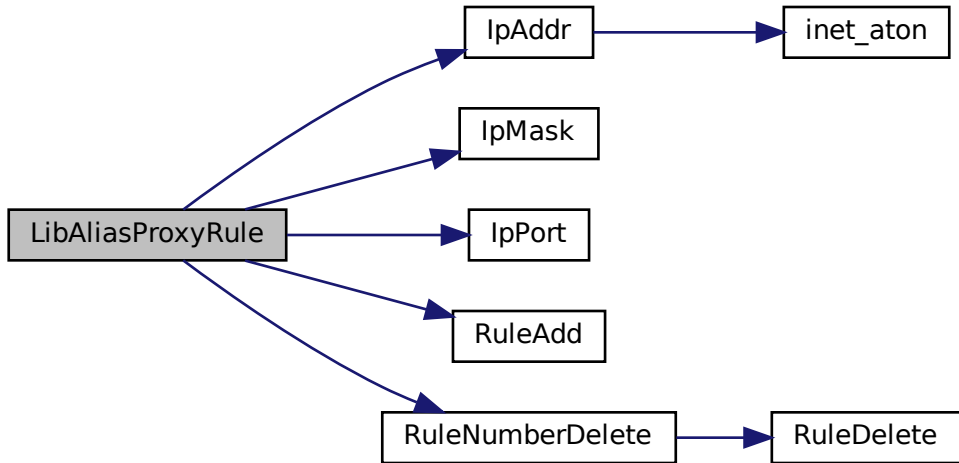 IpAddr
inet_aton
IpMask
LibAliasProxyRule
IpPort
RuleAdd
RuleNumberDelete
RuleDelete